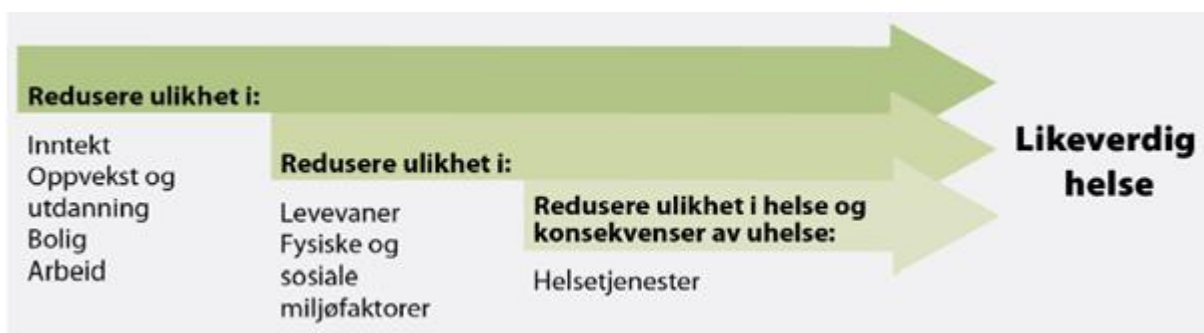 Redusere ulikhet i:
Inntekt
Oppvekst og
utdanning
Bolig
Arbeid
Redusere ulikhet i:
Levevaner
Fysiske og
sosiale
miljøfaktorer
Redusere ulikhet i helse og
konsekvenser av uhelse:
Helsetjenester
Likeverdig
helse